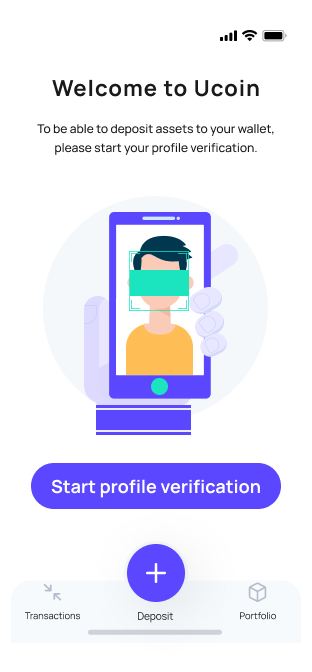 Welcome to Ucoin
To be able to deposit assets to your wallet,
please start your profile verification.
Start profile verification
Transactions
Deposit
Portfolio